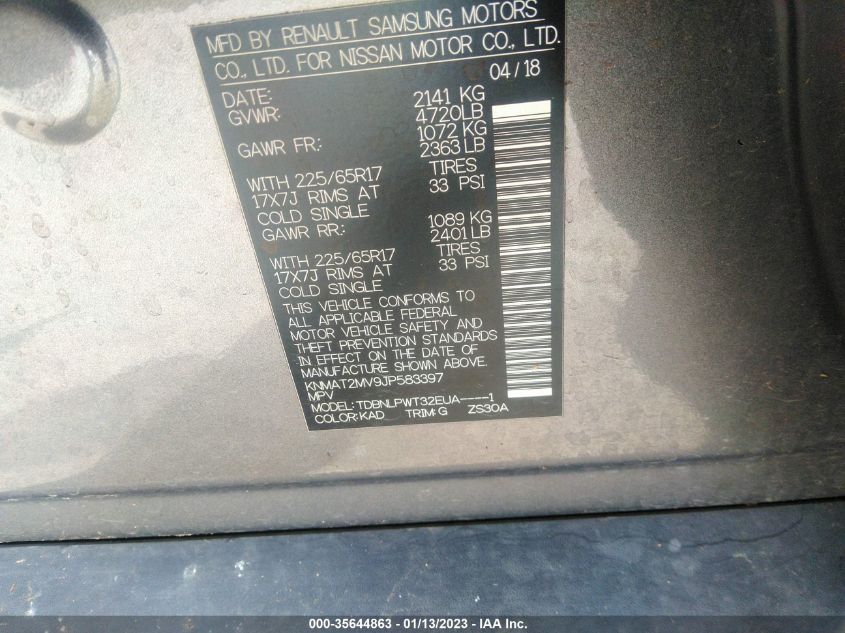 MFD BY RENAULT SAMSUNG MOTORS
CO., LTD. FOR NISSAN MOTOR CO., LTD.
04/18
DATE:
GVWR: 2141 KG
4720LB
GAWR FR: 1072 KG
2363LB
WITH 225/65R17 TIRES
17X7J RIMS AT 33 PSI
COLD SINGLE
GAWR RR: 1089 KG
2401LB
WITH 225/65R17 TIRES
17X7J RIMS AT 33 PSI
COLD SINGLE
THIS VEHICLE CONFORMS TO
ALL APPLICABLE FEDERAL
MOTOR VEHICLE SAFETY AND
THEFT PREVENTION STANDARDS
IN EFFECT ON THE DATE OF
MANUFACTURE SHOWN ABOVE.
KNMAT2MV9JP583397
MPV
MODEL: TDBNLPWT32EUA----1
COLOR: KAD TRIM: G ZS30A
000-35644863 - 01/13/2023 - IAA Inc.